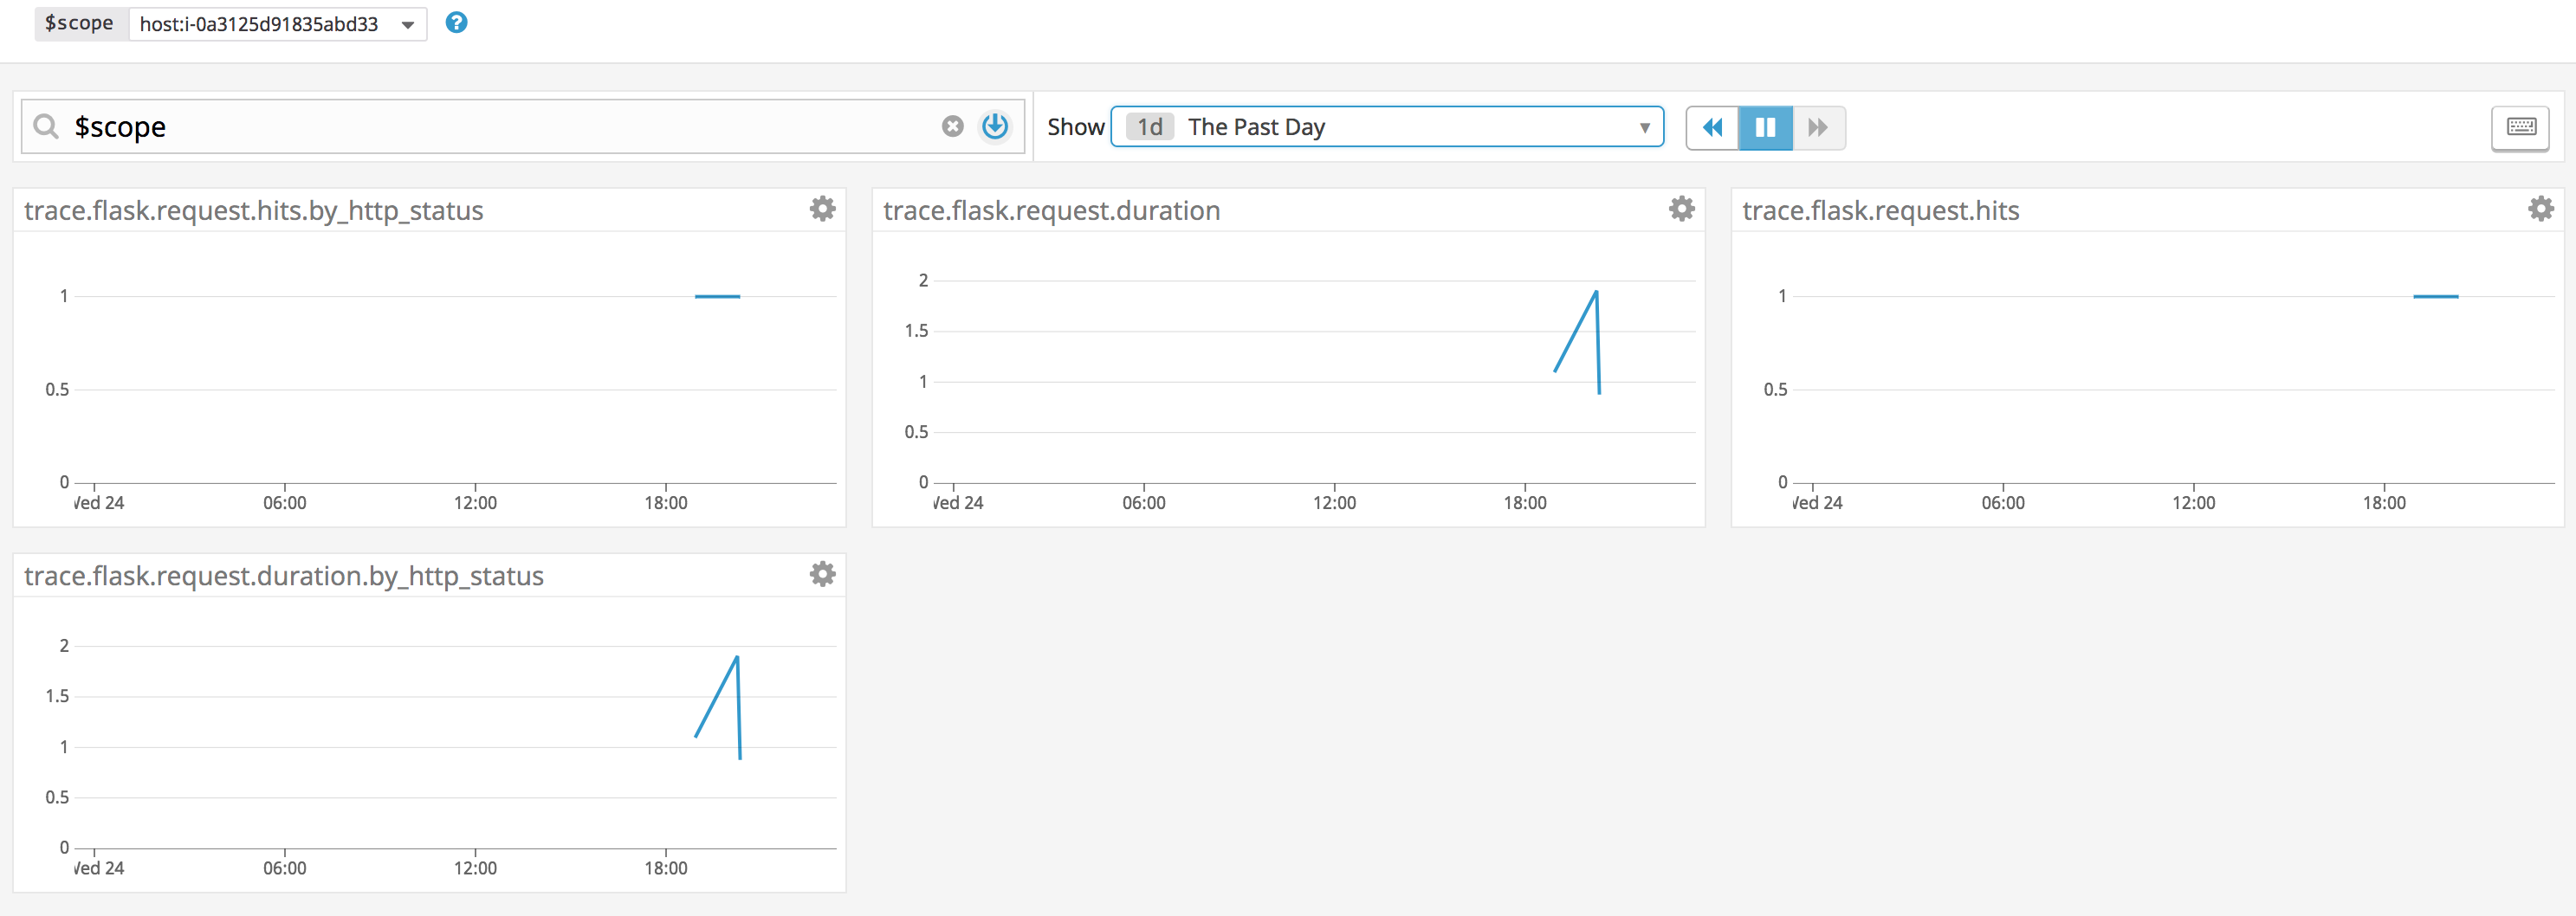 $scope host:i-0a3125d91835abd33 ?
$scope Show 1d The Past Day
trace.flask.request.hits.by_http_status
1
0.5
0
Wed 24 06:00 12:00 18:00
trace.flask.request.duration
2
1.5
1
0.5
0
Wed 24 06:00 12:00 18:00
trace.flask.request.hits
1
0.5
0
Wed 24 06:00 12:00 18:00
trace.flask.request.duration.by_http_status
2
1.5
1
0.5
0
Wed 24 06:00 12:00 18:00